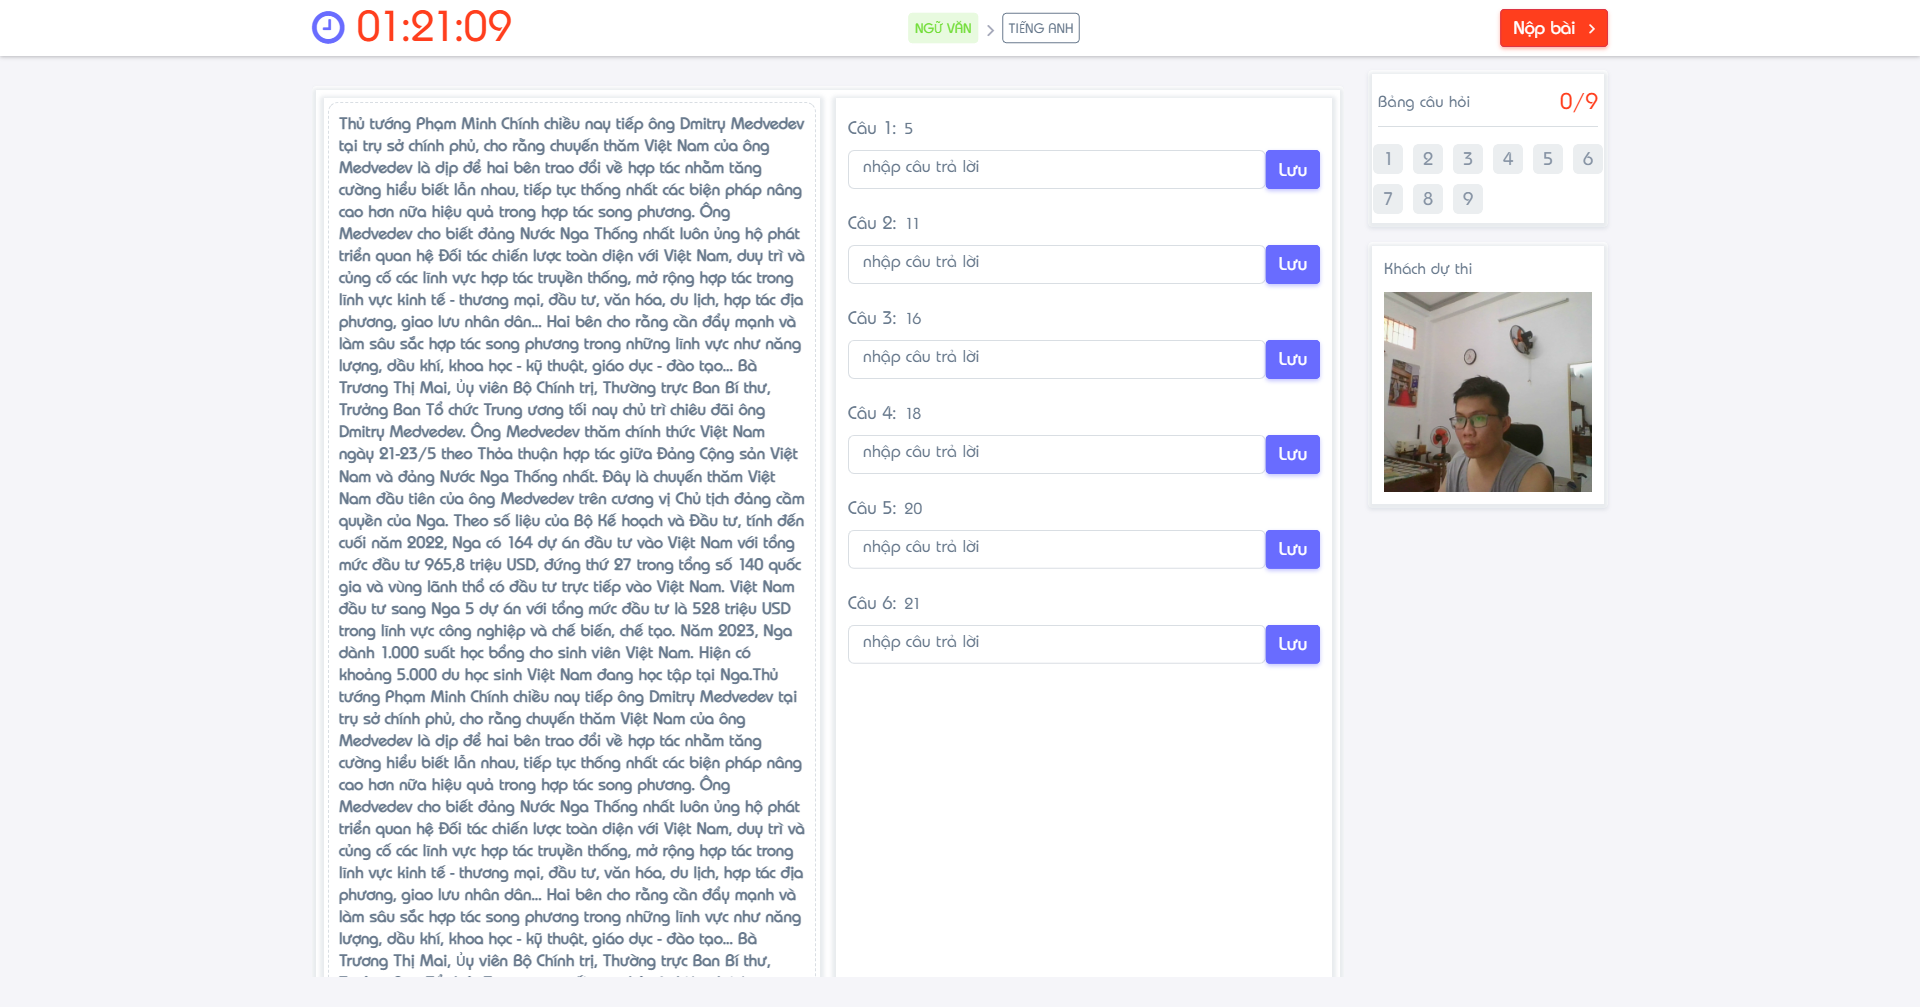 01:21:09
NGỮ VĂN
TIẾNG ANH
Nộp bài
Thủ tướng Phạm Minh Chính chiều nay tiếp ông Dmitry Medvedev
tại trụ sở chính phủ, cho rằng chuyến thăm Việt Nam của ông
Medvedev là dịp để hai bên trao đổi về hợp tác nhằm tăng
cường hiểu biết lẫn nhau, tiếp tục thống nhất các biện pháp nâng
cao hơn nữa hiệu quả trong hợp tác song phương. Ông
Medvedev cho biết đảng Nước Nga Thống nhất luôn ủng hộ phát
triển quan hệ Đối tác chiến lược toàn diện với Việt Nam, duy trì và
củng cố các lĩnh vực hợp tác truyền thống, mở rộng hợp tác trong
lĩnh vực kinh tế - thương mại, đầu tư, văn hóa, du lịch, hợp tác địa
phương, giao lưu nhân dân... Hai bên cho rằng cần đẩy mạnh và
làm sâu sắc hợp tác song phương trong những lĩnh vực như năng
lượng, dầu khí, khoa học - kỹ thuật, giáo dục - đào tạo... Bà
Trương Thị Mai, Ủy viên Bộ Chính trị, Thường trực Ban Bí thư,
Trưởng Ban Tổ chức Trung ương tối nay chủ trì chiêu đãi ông
Dmitry Medvedev. Ông Medvedev thăm chính thức Việt Nam
ngày 21-23/5 theo Thỏa thuận hợp tác giữa Đảng Cộng sản Việt
Nam và đảng Nước Nga Thống nhất. Đây là chuyến thăm Việt
Nam đầu tiên của ông Medvedev trên cương vị Chủ tịch đảng cầm
quyền của Nga. Theo số liệu của Bộ Kế hoạch và Đầu tư, tính đến
cuối năm 2022, Nga có 164 dự án đầu tư vào Việt Nam với tổng
mức đầu tư 965,8 triệu USD, đứng thứ 27 trong tổng số 140 quốc
gia và vùng lãnh thổ có đầu tư trực tiếp vào Việt Nam. Việt Nam
đầu tư sang Nga 5 dự án với tổng mức đầu tư là 528 triệu USD
trong lĩnh vực công nghiệp và chế biến, chế tạo. Năm 2023, Nga
dành 1.000 suất học bổng cho sinh viên Việt Nam. Hiện có
khoảng 5.000 du học sinh Việt Nam đang học tập tại Nga.Thủ
tướng Phạm Minh Chính chiều nay tiếp ông Dmitry Medvedev tại
trụ sở chính phủ, cho rằng chuyến thăm Việt Nam của ông
Medvedev là dịp để hai bên trao đổi về hợp tác nhằm tăng
cường hiểu biết lẫn nhau, tiếp tục thống nhất các biện pháp nâng
cao hơn nữa hiệu quả trong hợp tác song phương. Ông
Medvedev cho biết đảng Nước Nga Thống nhất luôn ủng hộ phát
triển quan hệ Đối tác chiến lược toàn diện với Việt Nam, duy trì và
củng cố các lĩnh vực hợp tác truyền thống, mở rộng hợp tác trong
lĩnh vực kinh tế - thương mại, đầu tư, văn hóa, du lịch, hợp tác địa
phương, giao lưu nhân dân... Hai bên cho rằng cần đẩy mạnh và
làm sâu sắc hợp tác song phương trong những lĩnh vực như năng
lượng, dầu khí, khoa học - kỹ thuật, giáo dục - đào tạo... Bà
Trương Thị Mai, Ủy viên Bộ Chính trị, Thường trực Ban Bí thư,
Câu 1: 5
nhập câu trả lời
Lưu
Câu 2: 11
nhập câu trả lời
Lưu
Câu 3: 16
nhập câu trả lời
Lưu
Câu 4: 18
nhập câu trả lời
Lưu
Câu 5: 20
nhập câu trả lời
Lưu
Câu 6: 21
nhập câu trả lời
Lưu
Bảng câu hỏi 0/9
1 2 3 4 5 6
7 8 9
Khách dự thi